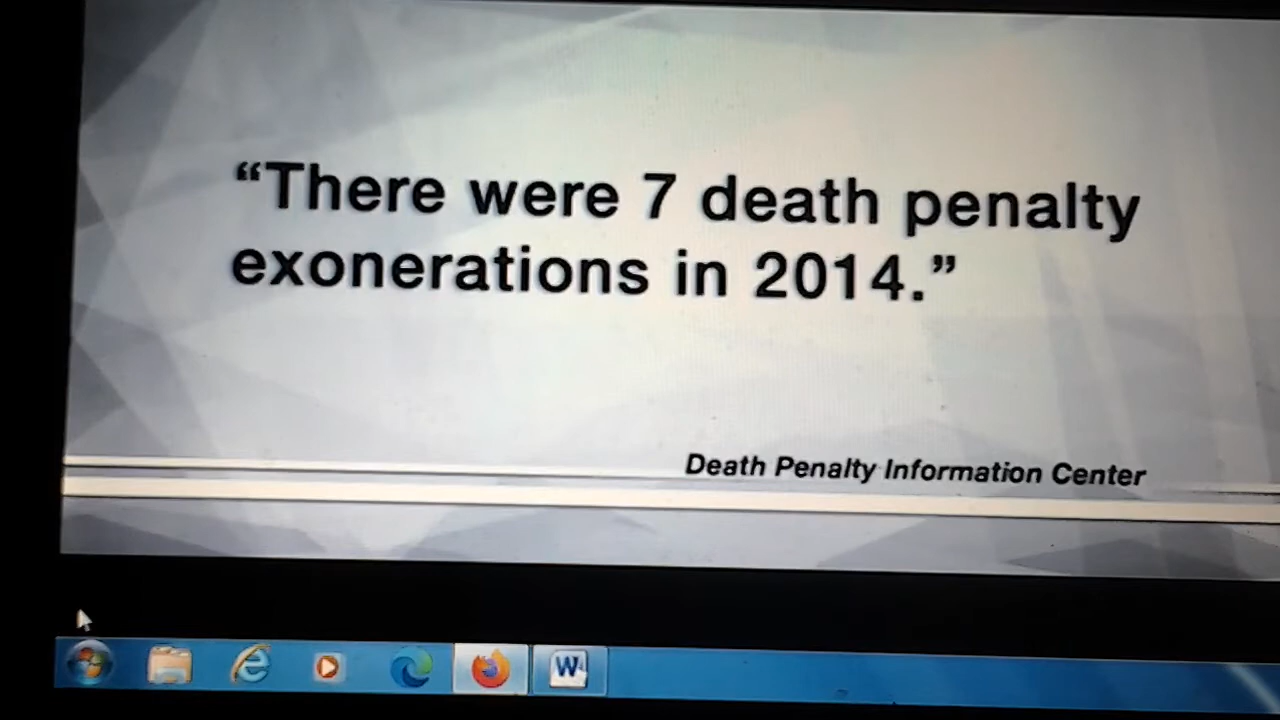 “There were 7 death penalty
exonerations in 2014.”
Death Penalty Information Center
W